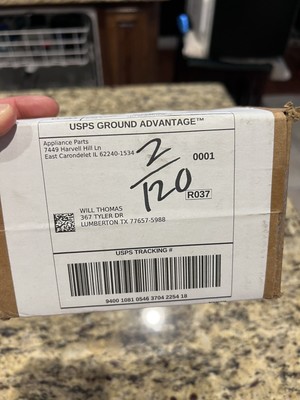 USPS GROUND ADVANTAGE™
Appliance Parts
7449 Harvell Hill Ln
East Carondelet IL 62240-1534
0001
2/120
R037
WILL THOMAS
367 TYLER DR
LUMBERTON TX 77657-5988
USPS TRACKING #
9400 1081 0546 3704 2254 18